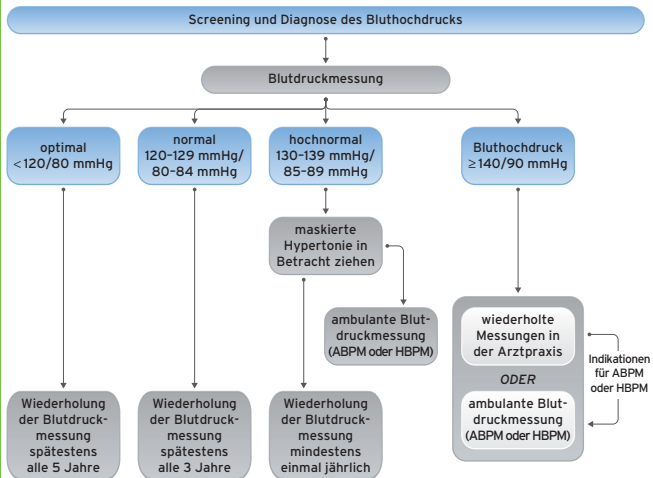 Screening und Diagnose des Bluthochdrucks
Blutdruckmessung
optimal
< 120/80 mmHg
normal
120–129 mmHg/
80–84 mmHg
hochnormal
130–139 mmHg/
85–89 mmHg
Bluthochdruck
≥ 140/90 mmHg
maskierte
Hypertonie in
Betracht ziehen
ambulante Blut-
druckmessung
(ABPM oder HBPM)
wiederholte
Messungen in
der Arztpraxis
ODER
ambulante Blut-
druckmessung
(ABPM oder HBPM)
Indikationen
für ABPM
oder HBPM
Wiederholung
der Blutdruck-
messung
spätestens
alle 5 Jahre
Wiederholung
der Blutdruck-
messung
spätestens
alle 3 Jahre
Wiederholung
der Blutdruck-
messung
mindestens
einmal jährlich